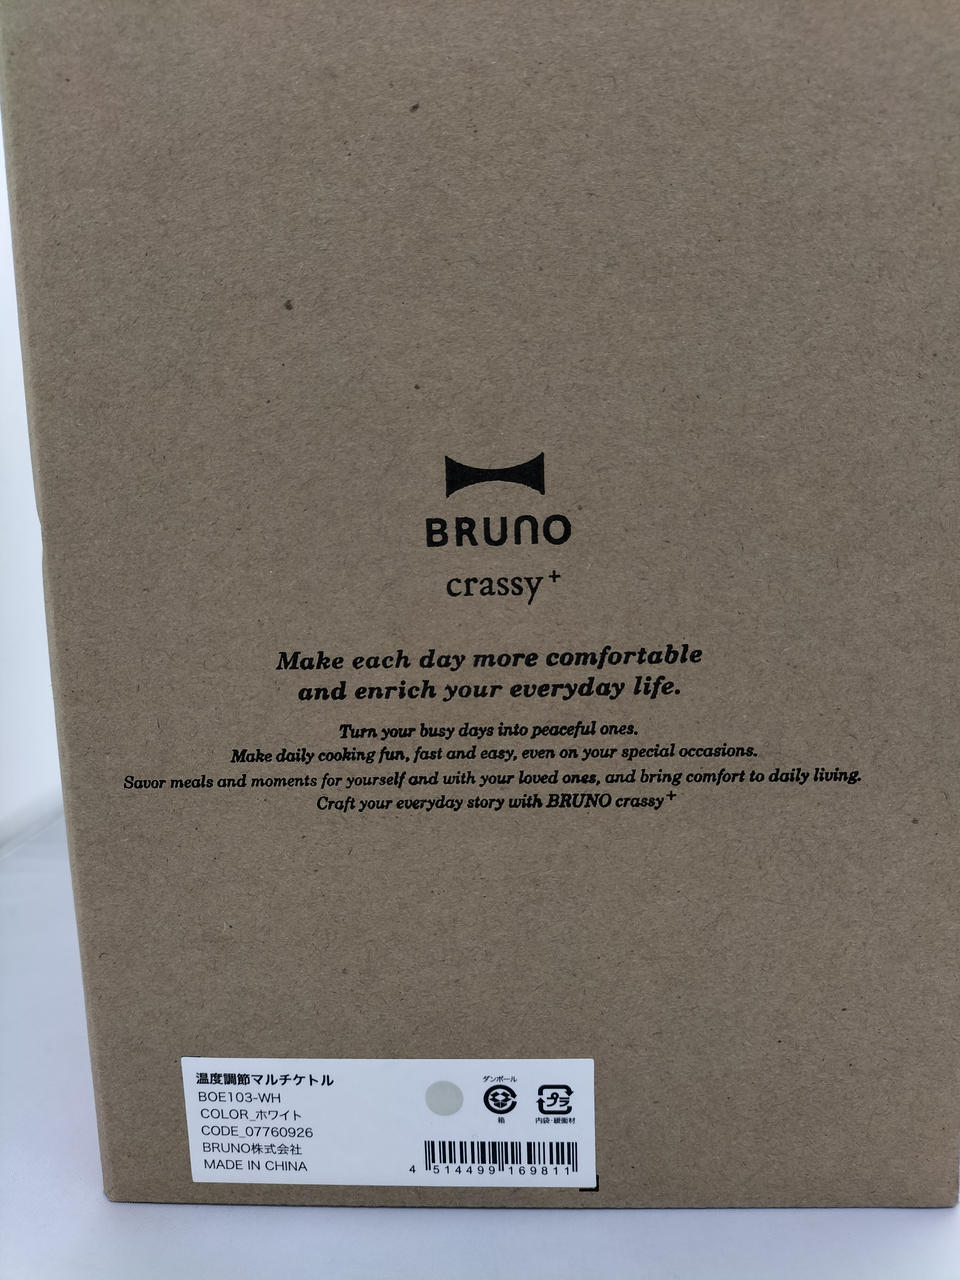 BRUNO
crassy+
Make each day more comfortable
and enrich your everyday life.
Turn your busy days into peaceful ones.
Make daily cooking fun, fast and easy, even on your special occasions.
Savor meals and moments for yourself and with your loved ones, and bring comfort to daily living.
Craft your everyday story with BRUNO crassy+
温度調節マルチケトル
BOE103-WH
COLOR_ホワイト
CODE_07760926
BRUNO株式会社
MADE IN CHINA
ダンボール
箱
プラ
内袋・緩衝材
4 514499 169811